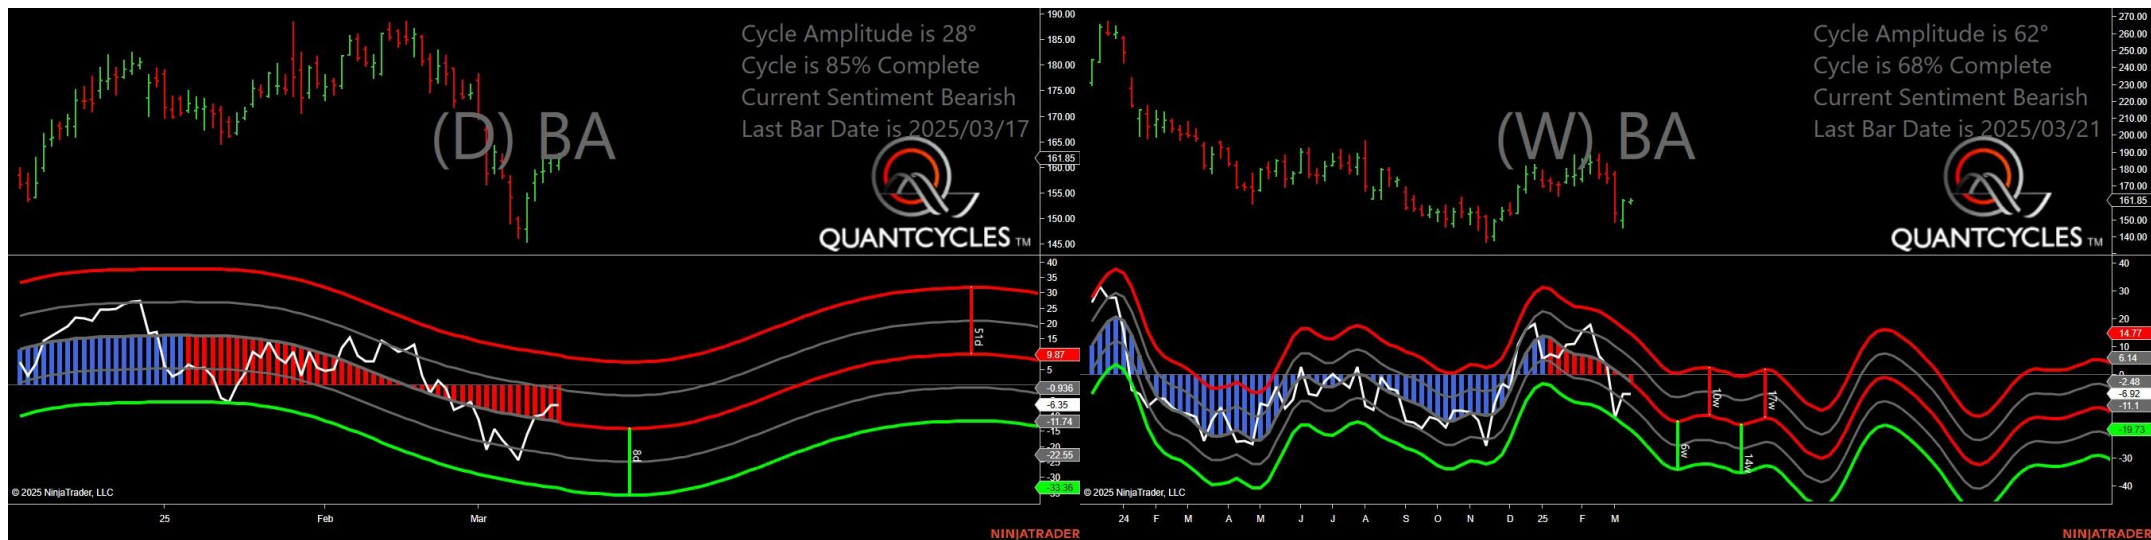 Cycle Amplitude is 28°
Cycle is 85% Complete
Current Sentiment Bearish
Last Bar Date is 2025/03/17
(D) BA
QUANTCYCLES TM
190.00
185.00
180.00
175.00
170.00
165.00
161.85
160.00
155.00
150.00
145.00
40
35
30
25
20
15
9.87
5
-0.936
-6.35
-11.74
-15
-22.55
-25
-30
-33.36
51d
8d
© 2025 NinjaTrader, LLC
25 Feb Mar
NINJATRADER
Cycle Amplitude is 62°
Cycle is 68% Complete
Current Sentiment Bearish
Last Bar Date is 2025/03/21
(W) BA
QUANTCYCLES TM
270.00
260.00
250.00
240.00
230.00
220.00
210.00
200.00
190.00
180.00
170.00
161.85
150.00
140.00
40
30
20
14.77
10
6.14
-2.48
-6.92
-11.1
-19.73
-30
-40
10w
17w
6w
14w
© 2025 NinjaTrader, LLC
24 F M A M J J A S O N D 25 F M
NINJATRADER